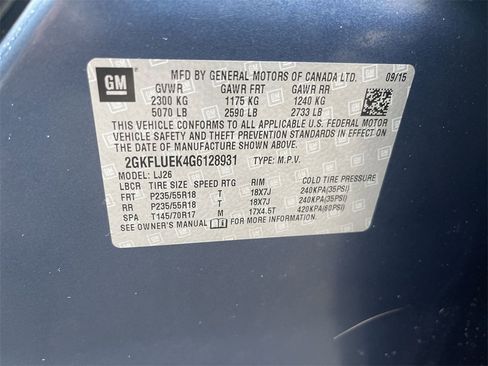 GM
MFD BY GENERAL MOTORS OF CANADA LTD. 09/15
GVWR GAWR FRT GAWR RR
2300 KG 1175 KG 1240 KG
5070 LB 2590 LB 2733 LB
THIS VEHICLE CONFORMS TO ALL APPLICABLE U.S. FEDERAL MOTOR
VEHICLE SAFETY AND THEFT PREVENTION STANDARDS IN EFFECT ON
THE DATE OF MANUFACTURE SHOWN ABOVE.
2GKFLUEK4G6128931 TYPE: M.P.V.
MODEL: LJ26
LBCR TIRE SIZE SPEED RTG RIM COLD TIRE PRESSURE
FRT P235/55R18 T 18X7J 240KPA(35PSI)
RR P235/55R18 T 18X7J 240KPA(35PSI)
SPA T145/70R17 M 17X4.5T 420KPA(60PSI)
SEE OWNER'S MANUAL FOR MORE INFORMATION.